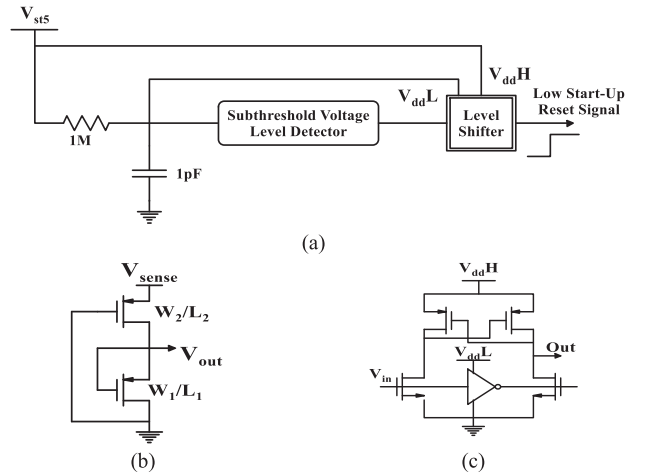 Vst5
VddH
VddL
Low Start-Up
Reset Signal
Subthreshold Voltage
Level Detector
Level
Shifter
1M
1pF
(a)
Vsense
W2/L2
Vout
W1/L1
(b)
VddH
Out
VddL
Vin
(c)